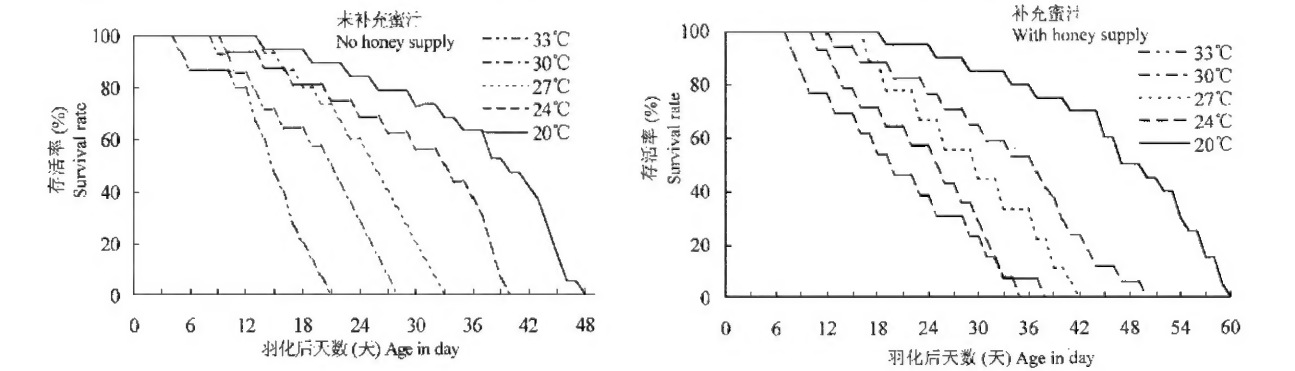 未补充蜜汁
No honey supply
33℃
30℃
27℃
24℃
20℃
100
80
60
40
20
0
存活率 (%)
Survival rate
0 6 12 18 24 30 36 42 48
羽化后天数 (天) Age in day
补充蜜汁
With honey supply
33℃
30℃
27℃
24℃
20℃
100
80
60
40
20
0
存活率 (%)
Survival rate
0 6 12 18 24 30 36 42 48 54 60
羽化后天数 (天) Age in day